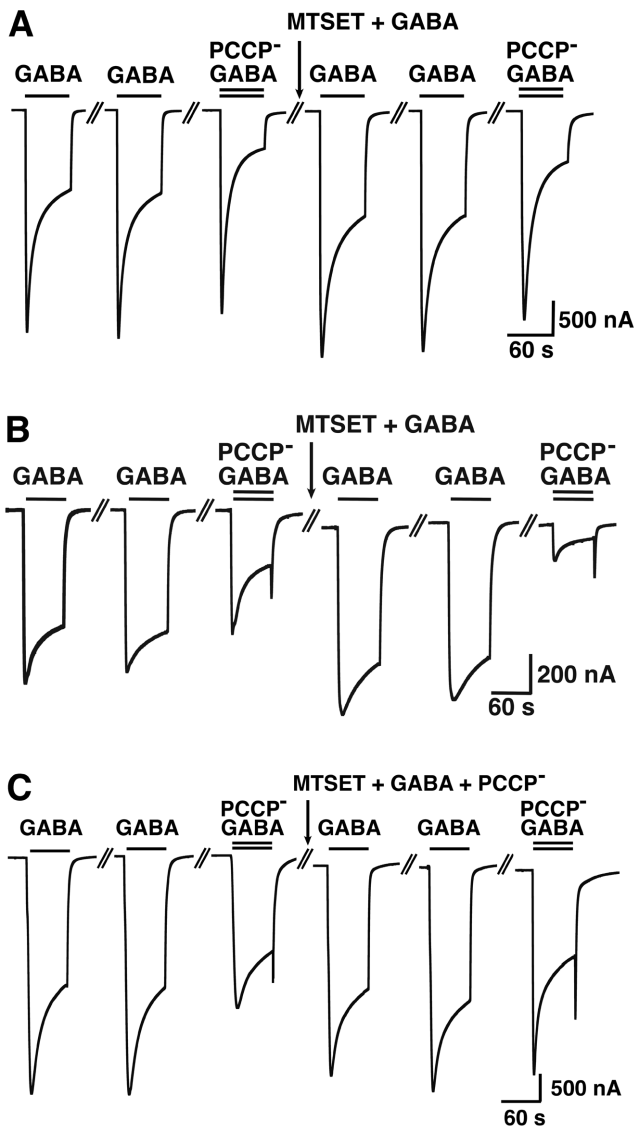 A
MTSET + GABA
PCCP⁻ PCCP⁻
GABA GABA GABA GABA GABA GABA
500 nA
60 s
B
MTSET + GABA
PCCP⁻ PCCP⁻
GABA GABA GABA GABA GABA GABA
200 nA
60 s
C
MTSET + GABA + PCCP⁻
PCCP⁻ PCCP⁻
GABA GABA GABA GABA GABA GABA
500 nA
60 s